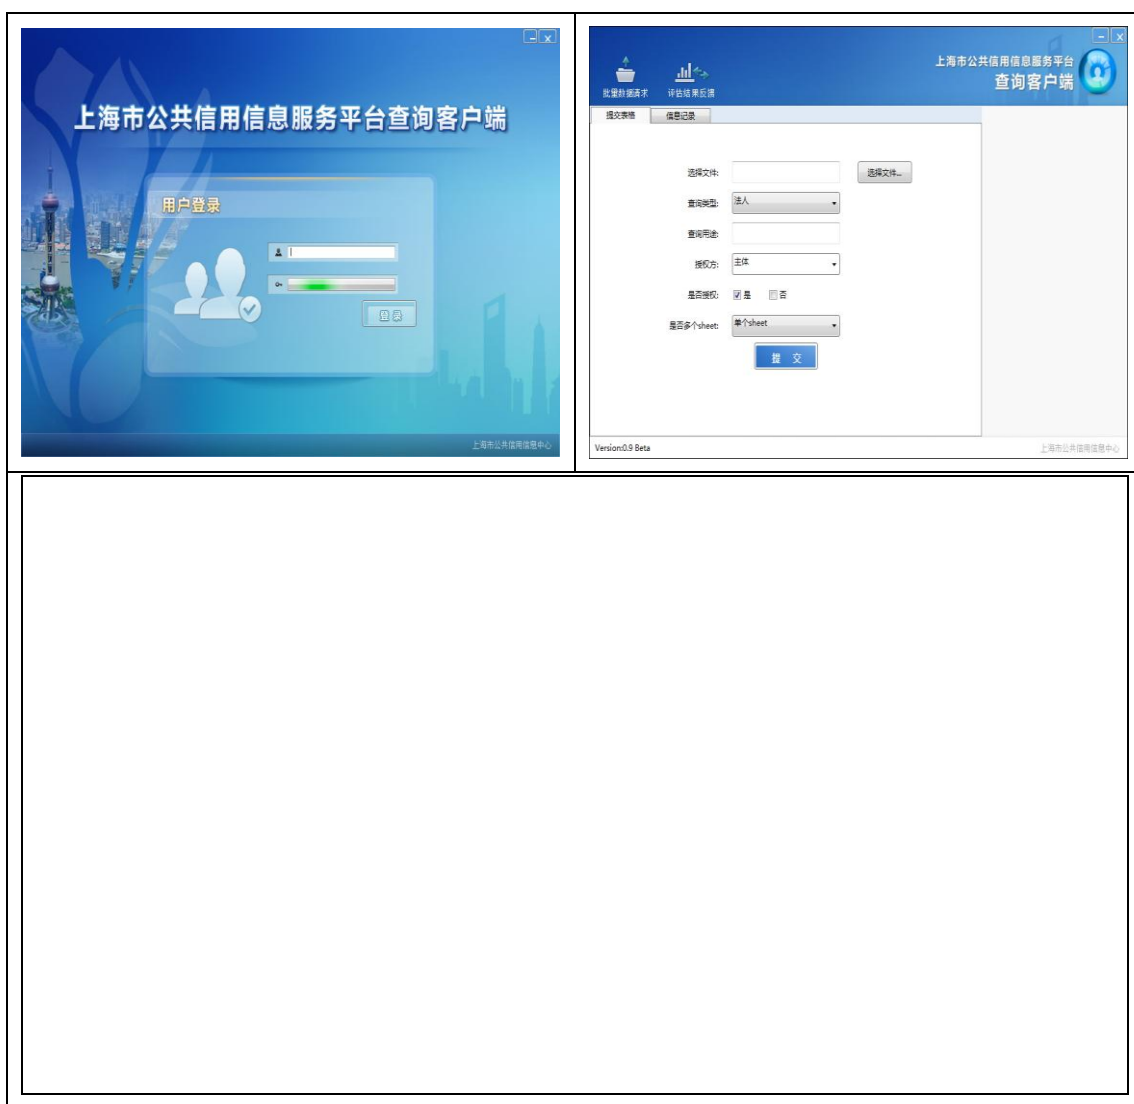 上海市公共信用信息服务平台查询客户端
用户登录
登录
上海市公共信用信息中心
上海市公共信用信息服务平台
查询客户端
批量数据请求
评估结果反馈
提交表格
信息记录
选择文件:
选择文件...
查询类型:
法人
查询用途:
授权方:
主体
是否授权:
是
否
是否多个sheet:
单个sheet
提 交
Version:0.9 Beta
上海市公共信用信息中心